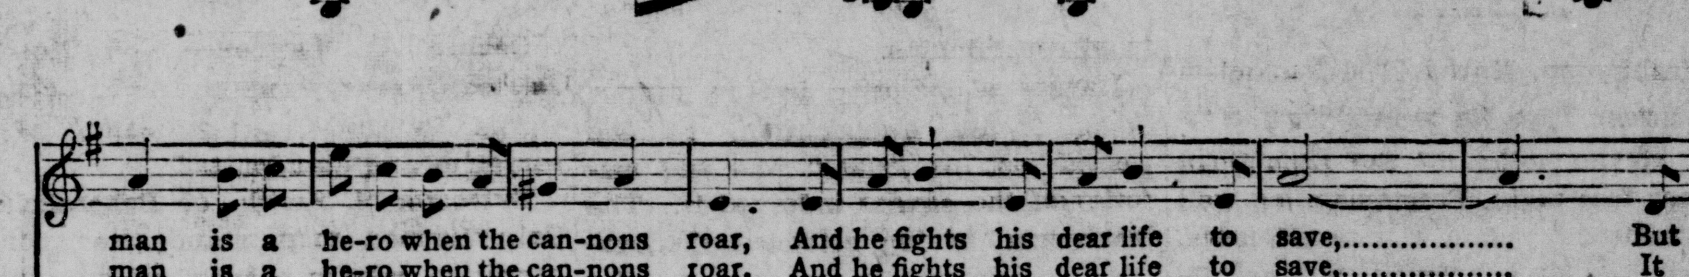 man is a he-ro when the can-nons roar, And he fights his dear life to save,.................. But
man is a he-ro when the can-nons roar, And he fights his dear life to save,.................. It